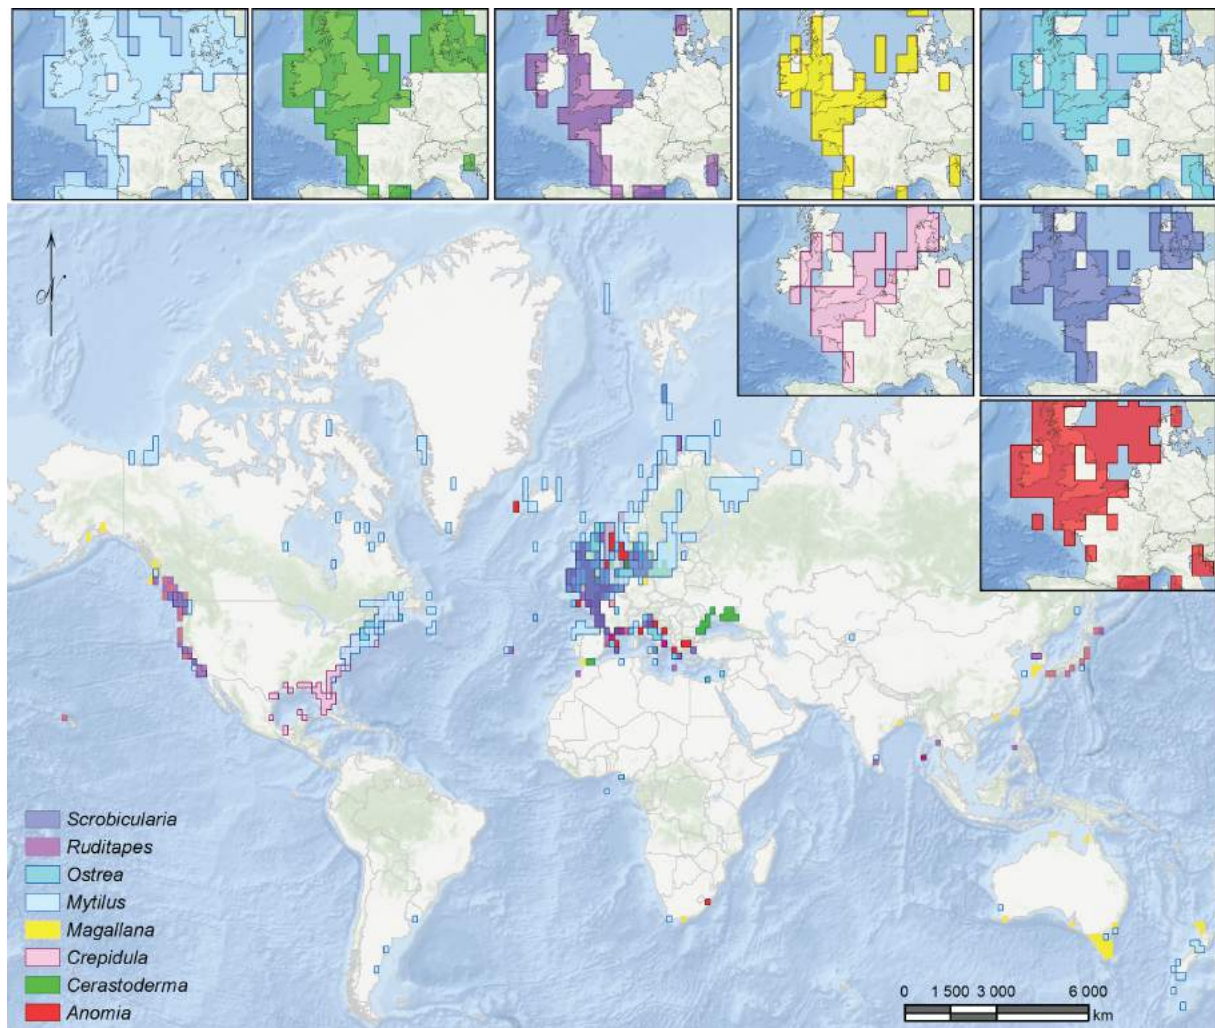 N
Scrobicularia
Ruditapes
Ostrea
Mytilus
Magallana
Crepidula
Cerastoderma
Anomia
0 1 500 3 000 6 000
km